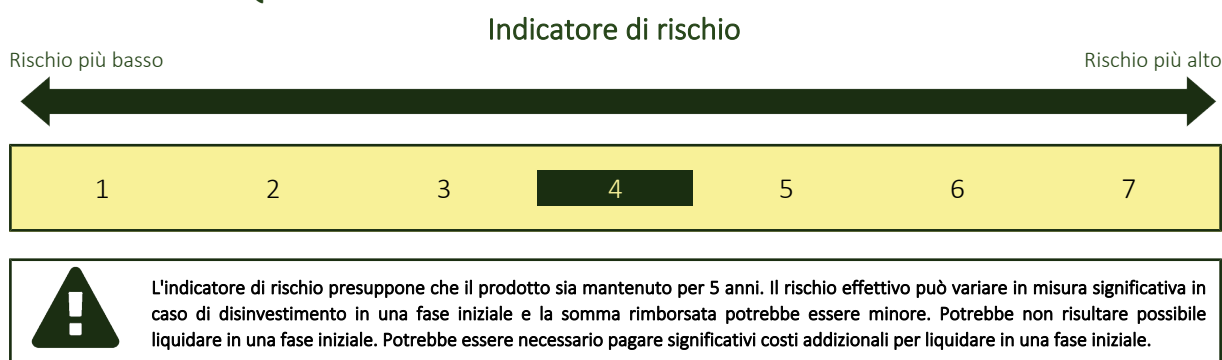 Indicatore di rischio
Rischio più basso Rischio più alto
1 2 3 4 5 6 7
L'indicatore di rischio presuppone che il prodotto sia mantenuto per 5 anni. Il rischio effettivo può variare in misura significativa in
caso di disinvestimento in una fase iniziale e la somma rimborsata potrebbe essere minore. Potrebbe non risultare possibile
liquidare in una fase iniziale. Potrebbe essere necessario pagare significativi costi addizionali per liquidare in una fase iniziale.